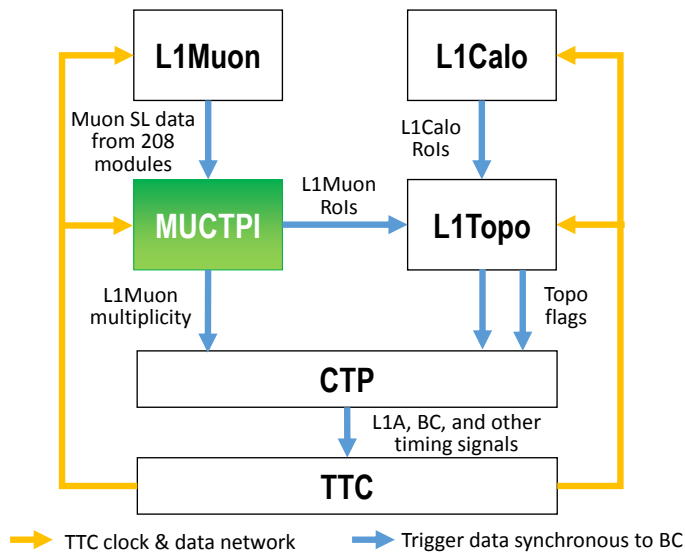 L1Muon
L1Calo
Muon SL data
from 208
modules
L1Calo
RoIs
MUCTPI
L1Muon
RoIs
L1Topo
L1Muon
multiplicity
Topo
flags
CTP
L1A, BC, and other
timing signals
TTC
TTC clock & data network
Trigger data synchronous to BC